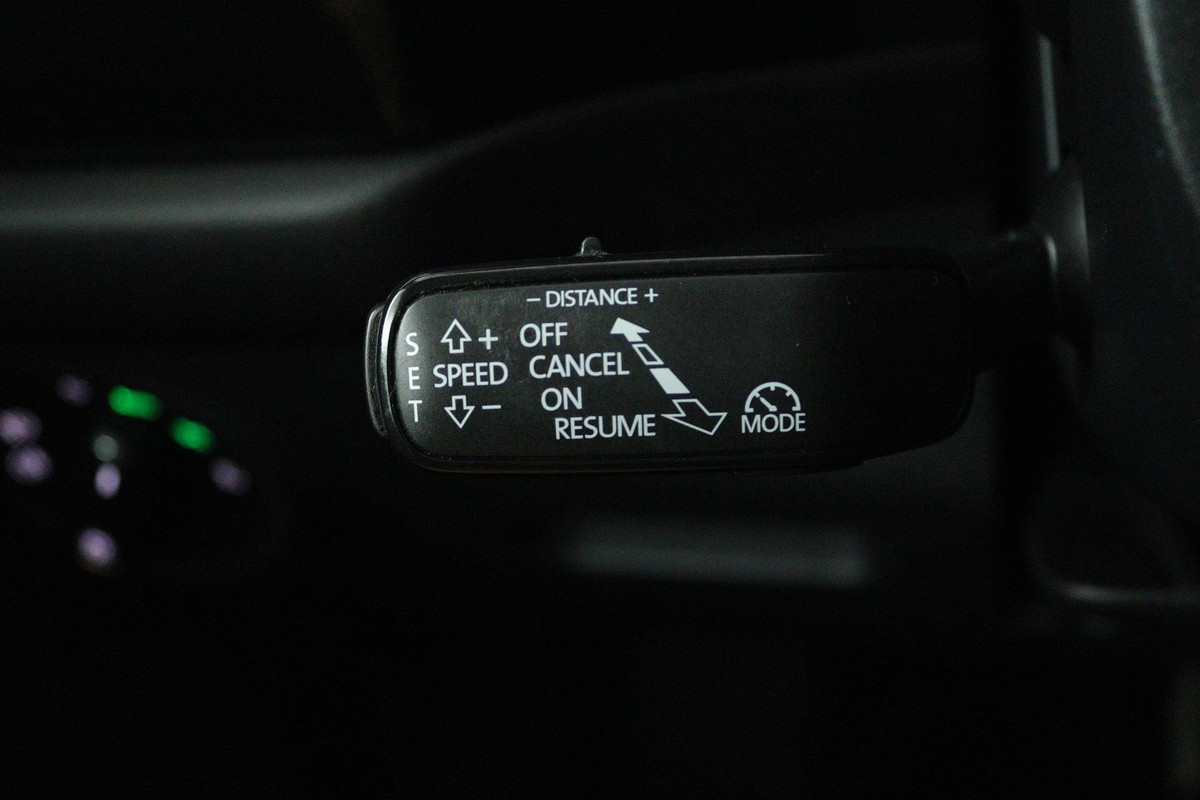 − DISTANCE +
S E T
+
SPEED
−
OFF
CANCEL
ON
RESUME
MODE